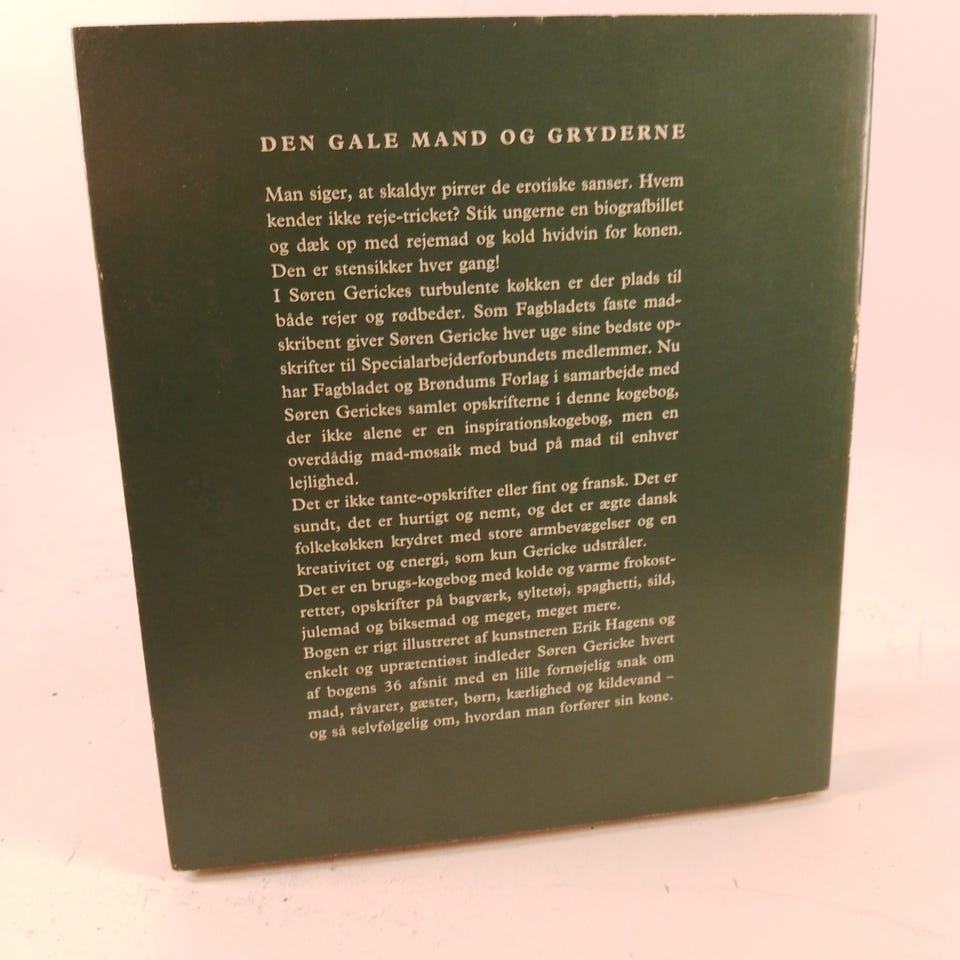 DEN GALE MAND OG GRYDERNE
Man siger, at skaldyr pirrer de erotiske sanser. Hvem
kender ikke reje-tricket? Stik ungerne en biografbillet
og dæk op med rejemad og kold hvidvin for konen.
Den er stensikker hver gang!
I Søren Gerickes turbulente køkken er der plads til
både rejer og rødbeder. Som Fagbladets faste mad-
skribent giver Søren Gericke hver uge sine bedste op-
skrifter til Specialarbejderforbundets medlemmer. Nu
har Fagbladet og Brøndums Forlag i samarbejde med
Søren Gerickes samlet opskrifterne i denne kogebog,
der ikke alene er en inspirationskogebog, men en
overdådig mad-mosaik med bud på mad til enhver
lejlighed.
Det er ikke tante-opskrifter eller fint og fransk. Det er
sundt, det er hurtigt og nemt, og det er ægte dansk
folkekøkken krydret med store armbevægelser og en
kreativitet og energi, som kun Gericke udstråler.
Det er en brugs-kogebog med kolde og varme frokost-
retter, opskrifter på bagværk, syltetøj, spaghetti, sild,
julemad og biksemad og meget, meget mere.
Bogen er rigt illustreret af kunstneren Erik Hagens og
enkelt og uprætentiøst indleder Søren Gericke hvert
af bogens 36 afsnit med en lille fornøjelig snak om
mad, råvarer, gæster, børn, kærlighed og kildevand –
og så selvfølgelig om, hvordan man forfører sin kone.